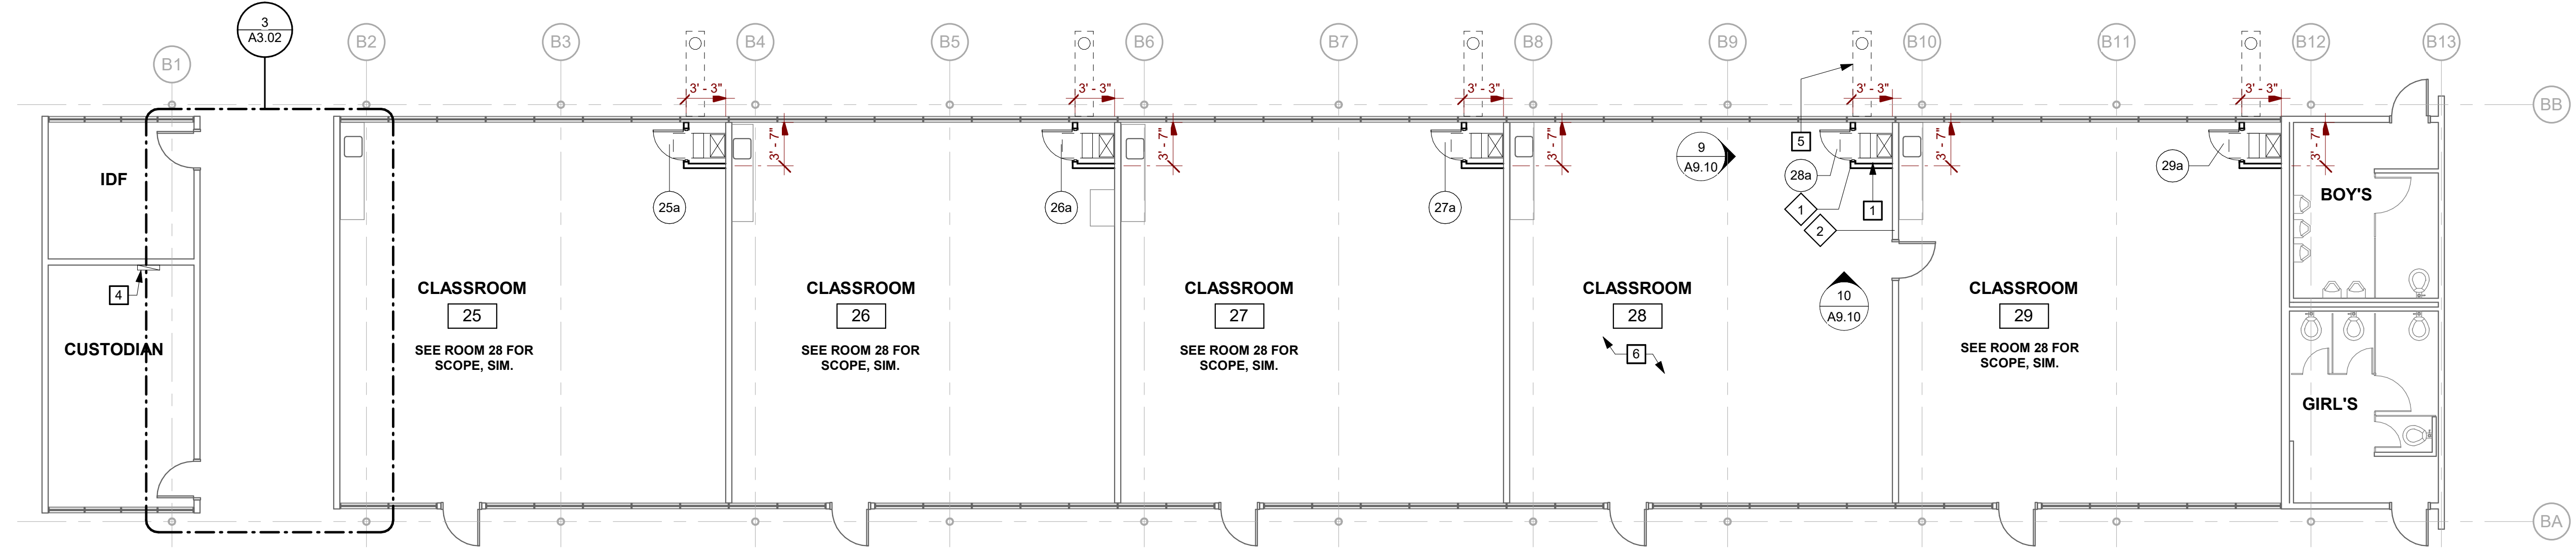 3
A3.02
B1
B2
B3
B4
B5
B6
B7
B8
B9
B10
B11
B12
B13
3' - 3"
3' - 3"
3' - 3"
3' - 3"
3' - 3"
BB
3' - 7"
3' - 7"
3' - 7"
3' - 7"
3' - 7"
5
9
A9.10
28a
29a
IDF
25a
26a
27a
1
1
2
BOY'S
4
CLASSROOM
25
SEE ROOM 28 FOR
SCOPE, SIM.
CLASSROOM
26
SEE ROOM 28 FOR
SCOPE, SIM.
CLASSROOM
27
SEE ROOM 28 FOR
SCOPE, SIM.
CLASSROOM
28
6
10
A9.10
CLASSROOM
29
SEE ROOM 28 FOR
SCOPE, SIM.
CUSTODIAN
GIRL'S
BA